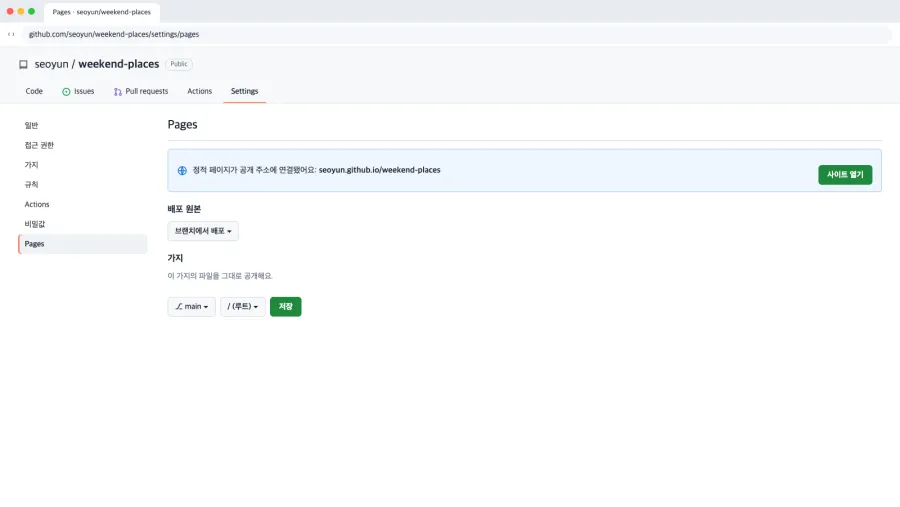 Pages · seoyun/weekend-places
github.com/seoyun/weekend-places/settings/pages
seoyun / weekend-places Public
Code Issues Pull requests Actions Settings
일반
접근 권한
가지
규칙
Actions
비밀값
Pages
Pages
정적 페이지가 공개 주소에 연결됐어요: seoyun.github.io/weekend-places
사이트 열기
배포 원본
브랜치에서 배포
가지
이 가지의 파일을 그대로 공개해요.
main / (루트) 저장